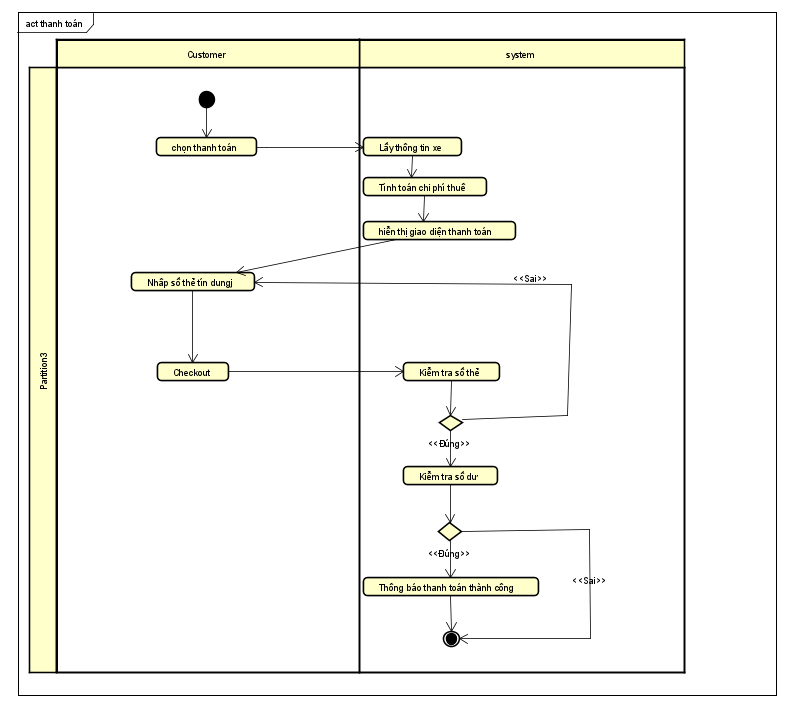 act thanh toán
Customer
system
Partition3
chọn thanh toán
Lấy thông tin xe
Tính toán chi phí thuê
hiễn thị giao diện thanh toán
Nhâp số thẻ tín dungj
<<Sai>>
Checkout
Kiểm tra số thẻ
<<Đúng>>
Kiểm tra số dư
<<Đúng>>
<<Sai>>
Thông báo thanh toán thành công